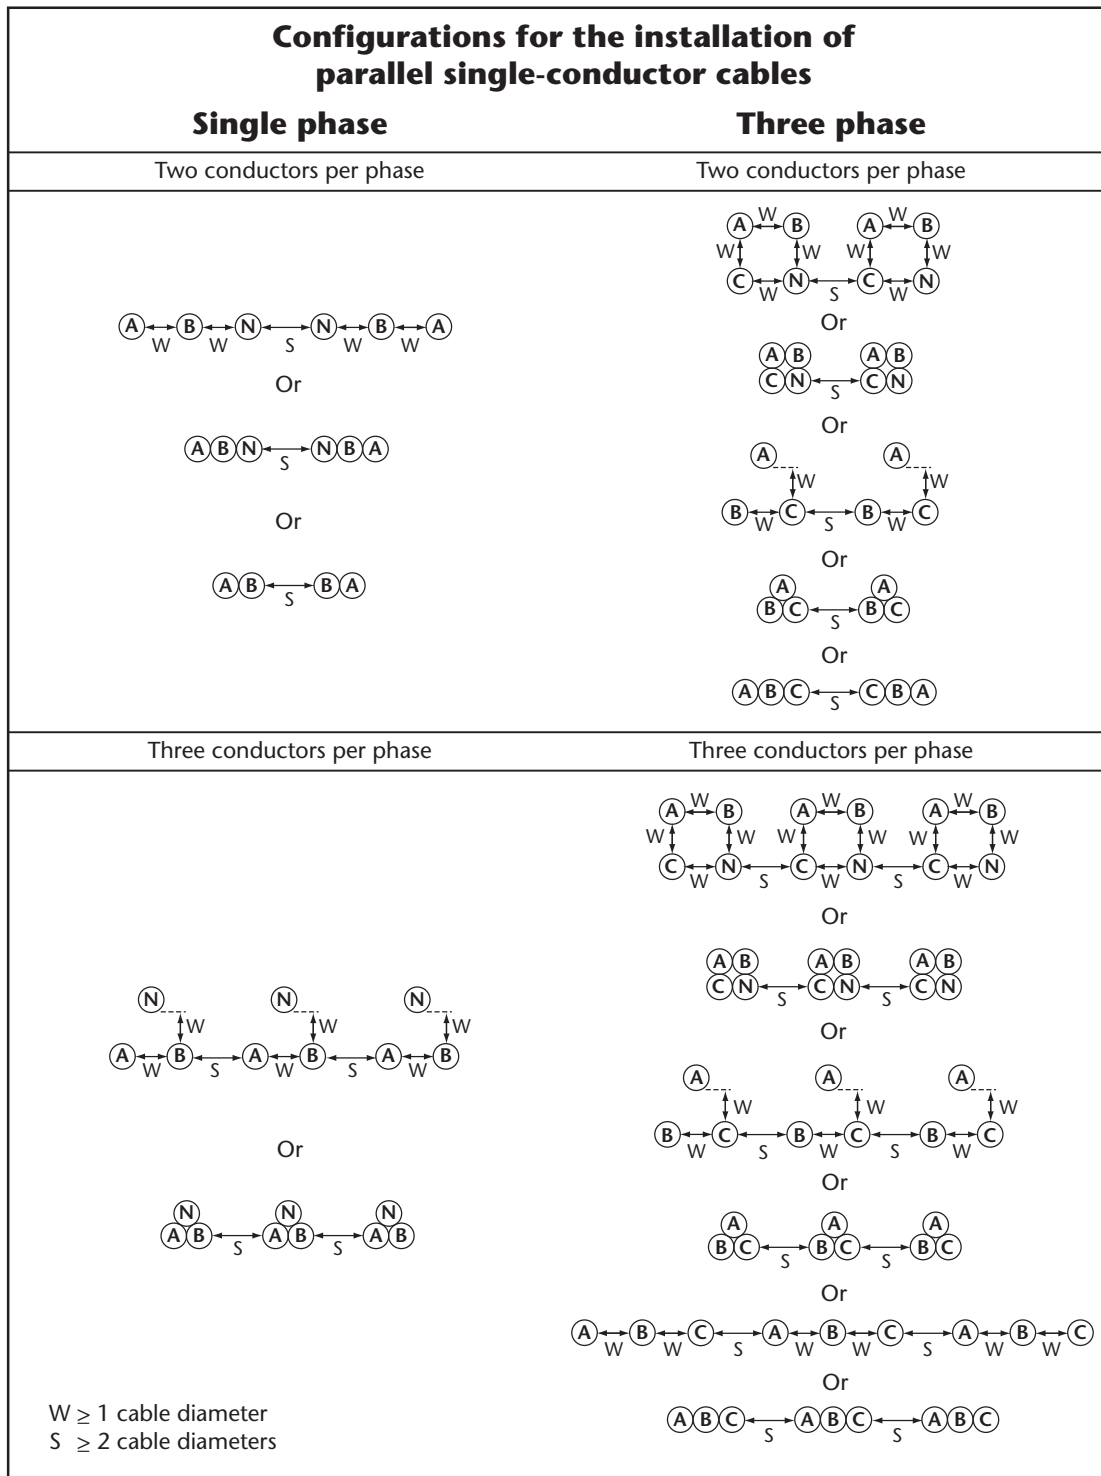 Configurations for the installation of
parallel single-conductor cables
Single phase
Three phase
Two conductors per phase
Two conductors per phase
A B N N B A
W W S W W
Or
A B N N B A
S
Or
A B B A
S
W W
A B A B
W W W W
C N C N
W S W
Or
A B A B
C N C N
S
Or
A A
W W
B C B C
W S W
Or
A A
B C B C
S
Or
A B C C B A
S
Three conductors per phase
Three conductors per phase
N N N
W W W
A B A B A B
W S W S W
Or
N N N
A B A B A B
S S
W W W
A B A B A B
W W W W W W
C N C N C N
W S W S W
Or
A B A B A B
C N C N C N
S S
Or
A A A
W W W
B C B C B C
W S W S W
Or
A A A
B C B C B C
S S
Or
A B C A B C A B C
W W S W W S W W
Or
A B C A B C A B C
S S
W ≥ 1 cable diameter
S ≥ 2 cable diameters